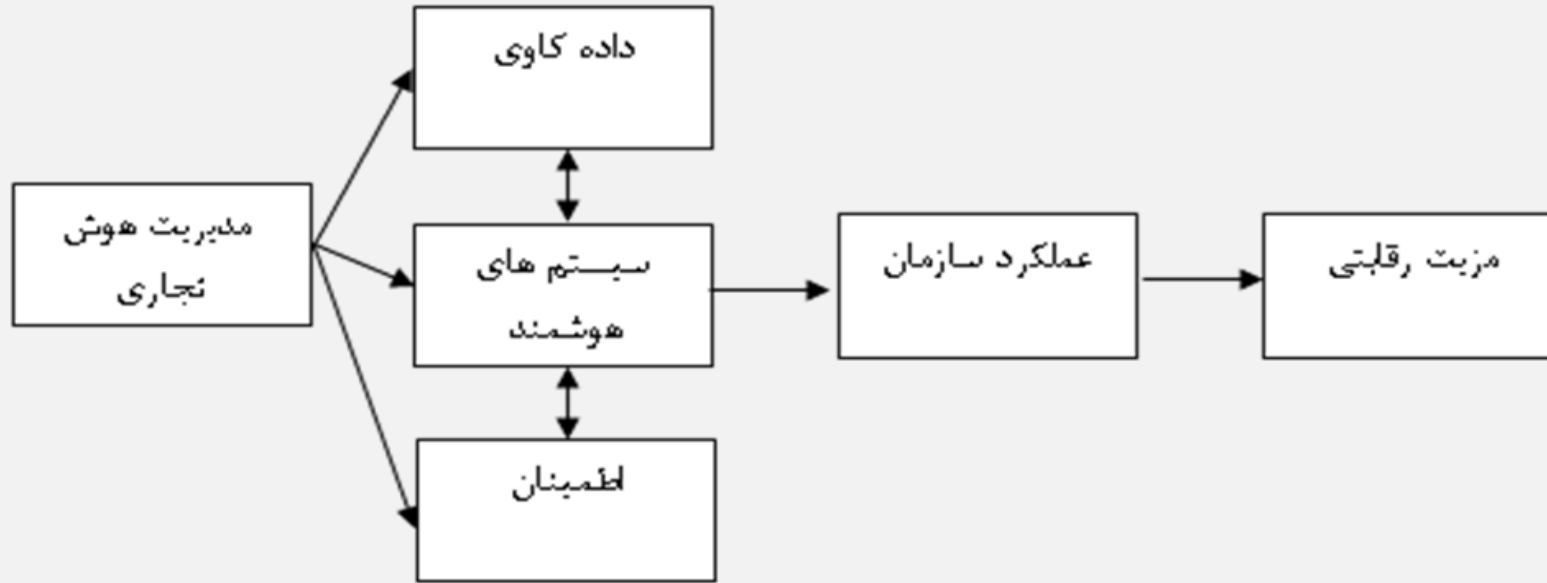 داده کاوی
مدیریت هوش
تجاری
سیستم های
هوشمند
عملکرد سازمان
مزیت رقابتی
اطمینان